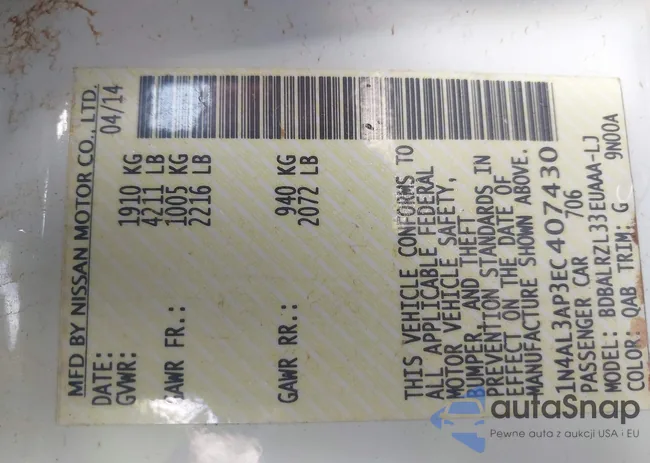 MFD BY NISSAN MOTOR CO., LTD.
DATE: 04/14
GVWR: 1910 KG
4211 LB
GAWR FR.: 1005 KG
2216 LB
GAWR RR.: 940 KG
2072 LB
THIS VEHICLE CONFORMS TO
ALL APPLICABLE FEDERAL
MOTOR VEHICLE SAFETY,
BUMPER, AND THEFT
PREVENTION STANDARDS IN
EFFECT ON THE DATE OF
MANUFACTURE SHOWN ABOVE.
1N4AL3AP3EC407430
PASSENGER CAR 706
MODEL: BDBALRZL33EUAAA-LJ
COLOR: QAB TRIM: G 9N00A
autaSnap
Pewne auta z aukcji USA i EU